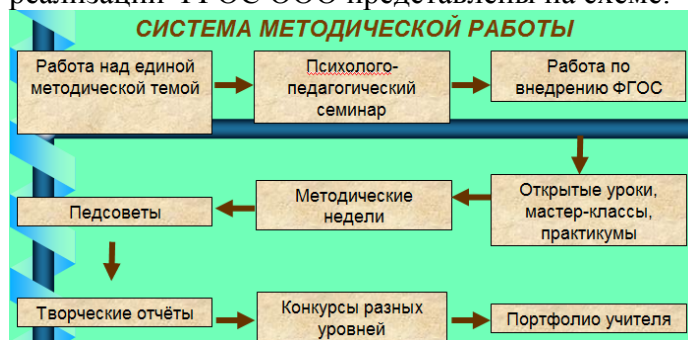 реализации ФГОС ООО представлены на схеме:
СИСТЕМА МЕТОДИЧЕСКОЙ РАБОТЫ
Работа над единой
методической темой
Психолого-
педагогический
семинар
Работа по
внедрению ФГОС
Открытые уроки,
мастер-классы,
практикумы
Методические
недели
Педсоветы
Творческие отчёты
Конкурсы разных
уровней
Портфолио учителя